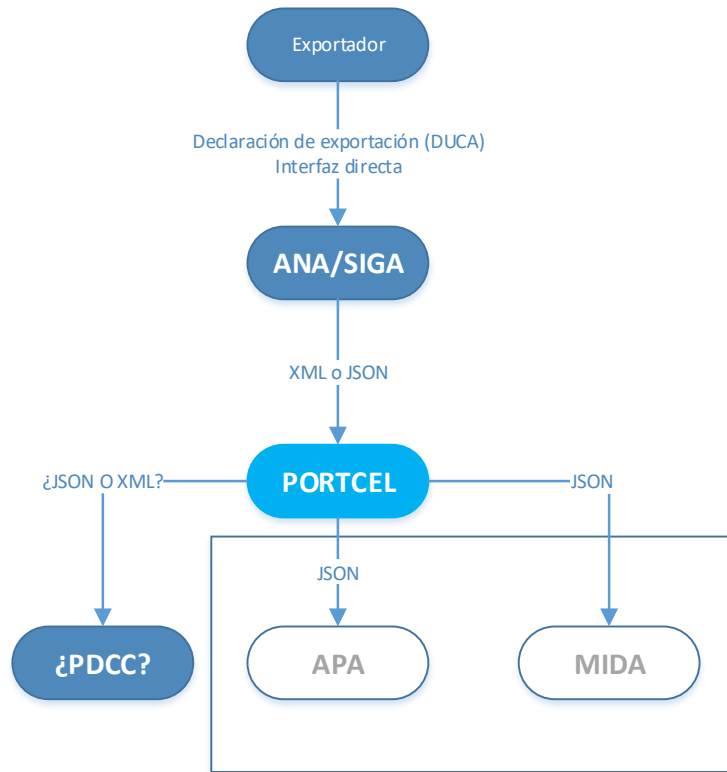 Exportador
Declaración de exportación (DUCA)
Interfaz directa
ANA/SIGA
XML o JSON
PORTCEL
¿JSON O XML?
JSON
JSON
¿PDCC?
APA
MIDA